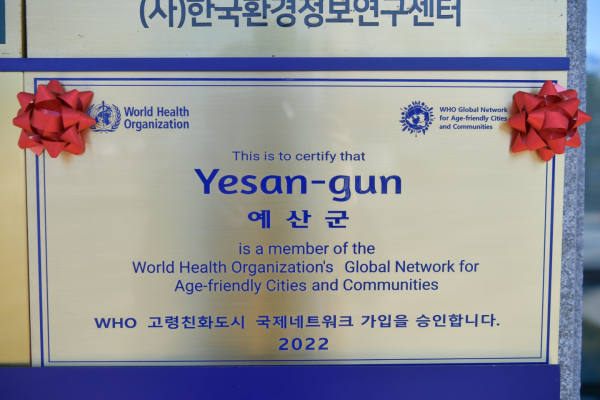 (사)한국환경정보연구센터
World Health
Organization
WHO Global Network
for Age-friendly Cities
and Communities
This is to certify that
Yesan-gun
예산군
is a member of the
World Health Organization's Global Network for
Age-friendly Cities and Communities
WHO 고령친화도시 국제네트워크 가입을 승인합니다.
2022